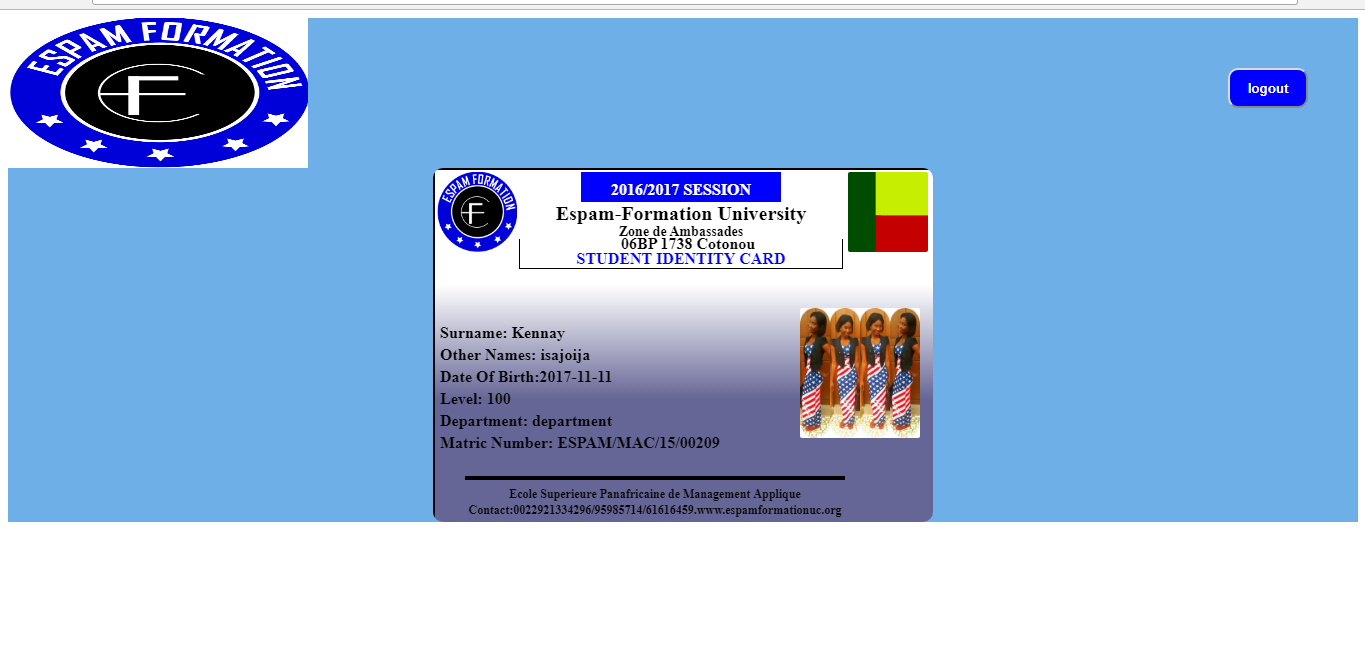 ESPAM FORMATION
F
logout
ESPAM FORMATION
F
2016/2017 SESSION
Espam-Formation University
Zone de Ambassades
06BP 1738 Cotonou
STUDENT IDENTITY CARD
Surname: Kennay
Other Names: isajoija
Date Of Birth:2017-11-11
Level: 100
Department: department
Matric Number: ESPAM/MAC/15/00209
Ecole Superieure Panafricaine de Management Applique
Contact:0022921334296/95985714/61616459.www.espamformationuc.org